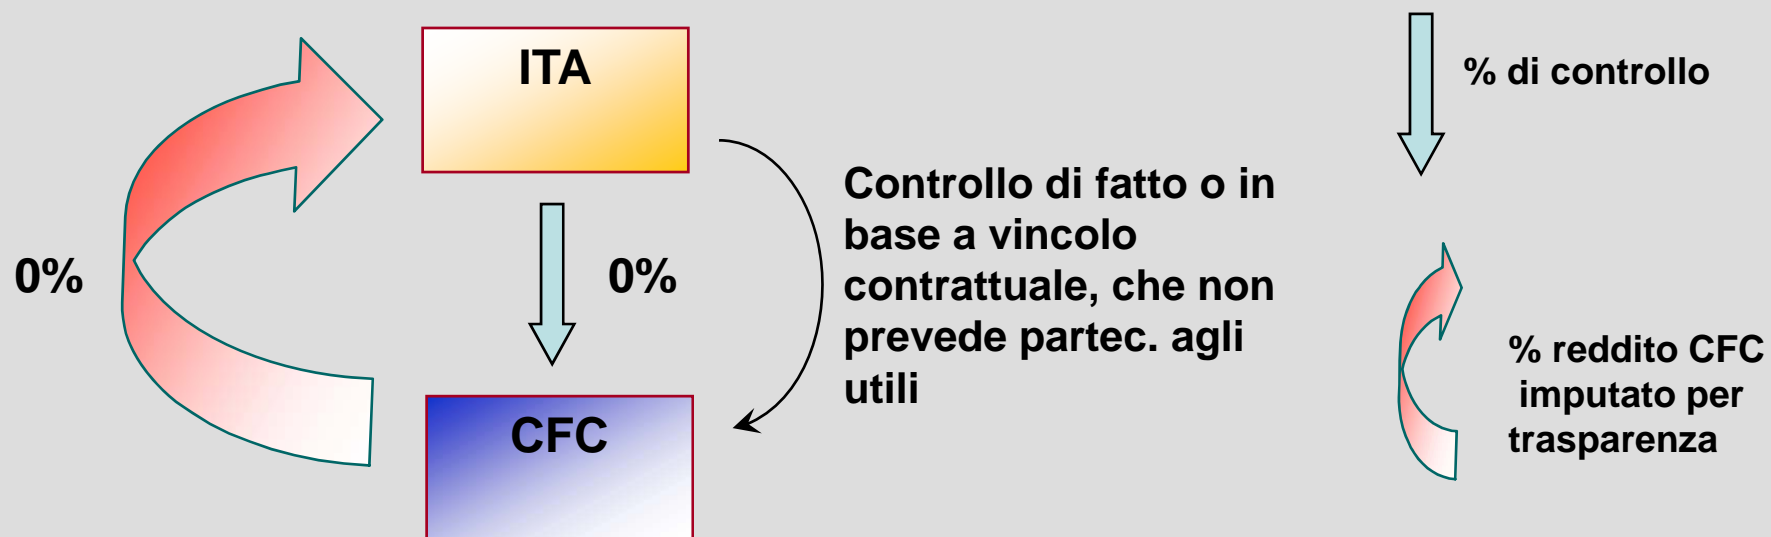 ITA
% di controllo
0%
0%
Controllo di fatto o in
base a vincolo
contrattuale, che non
prevede partec. agli
utili
CFC
% reddito CFC
imputato per
trasparenza